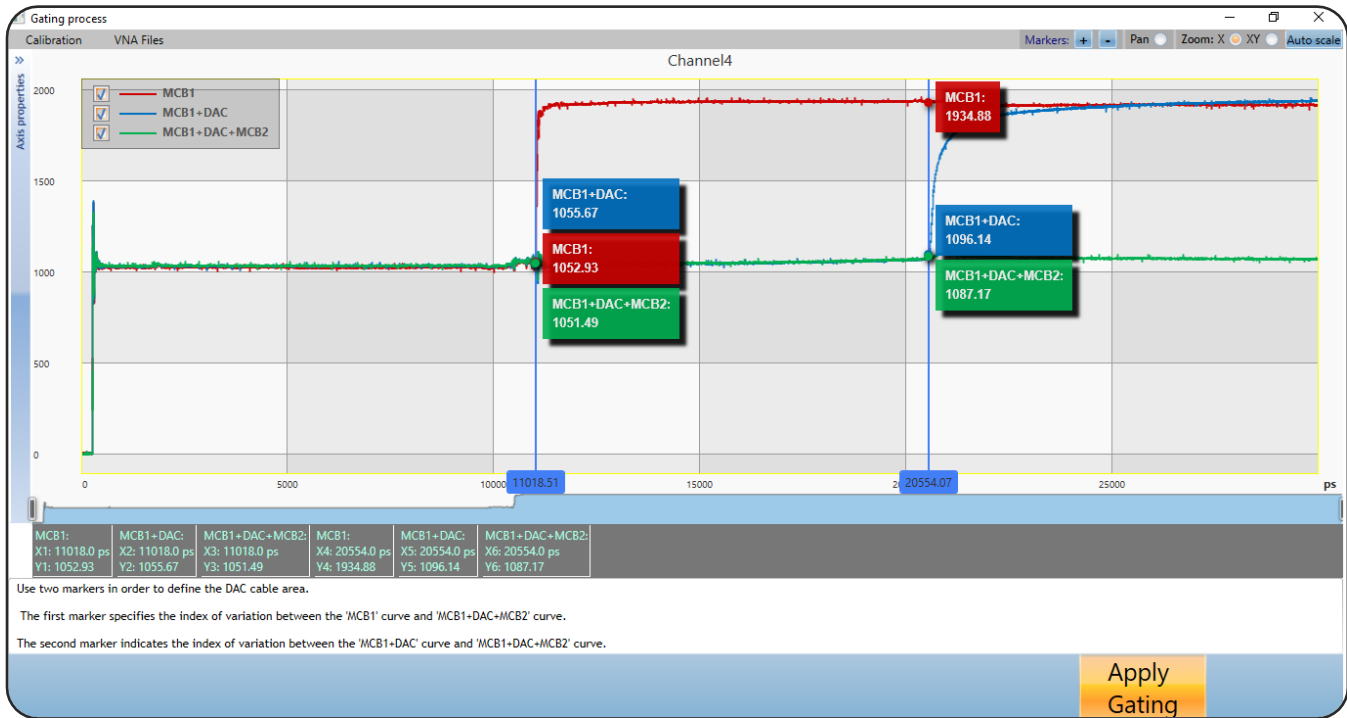 Gating process
Calibration VNA Files Markers: + - Pan Zoom: X XY Auto scale
»
Axis properties
Channel4
MCB1
MCB1+DAC
MCB1+DAC+MCB2
2000
1500
1000
500
0
MCB1+DAC:
1055.67
MCB1:
1052.93
MCB1+DAC+MCB2:
1051.49
MCB1:
1934.88
MCB1+DAC:
1096.14
MCB1+DAC+MCB2:
1087.17
0 5000 10000 11018.51 15000 20554.07 25000 ps
MCB1: MCB1+DAC: MCB1+DAC+MCB2: MCB1: MCB1+DAC: MCB1+DAC+MCB2:
X1: 11018.0 ps X2: 11018.0 ps X3: 11018.0 ps X4: 20554.0 ps X5: 20554.0 ps X6: 20554.0 ps
Y1: 1052.93 Y2: 1055.67 Y3: 1051.49 Y4: 1934.88 Y5: 1096.14 Y6: 1087.17
Use two markers in order to define the DAC cable area.
The first marker specifies the index of variation between the 'MCB1' curve and 'MCB1+DAC+MCB2' curve.
The second marker indicates the index of variation between the 'MCB1+DAC' curve and 'MCB1+DAC+MCB2' curve.
Apply
Gating